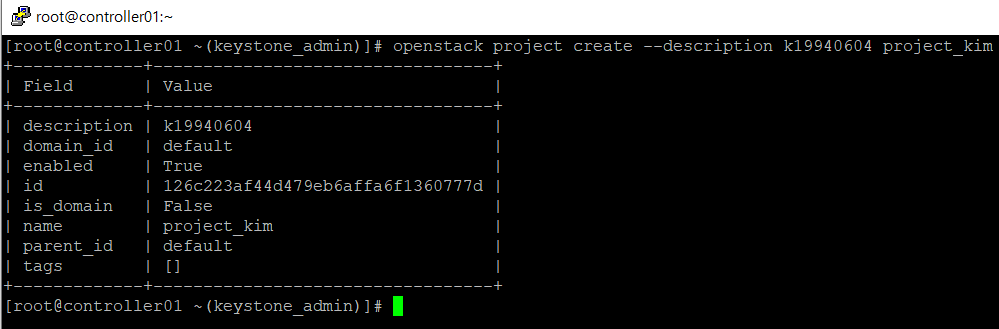 root@controller01:~
[root@controller01 ~(keystone_admin)]# openstack project create --description k19940604 project_kim
+-------------+----------------------------------+
| Field       | Value                            |
+-------------+----------------------------------+
| description | k19940604                        |
| domain_id   | default                          |
| enabled     | True                             |
| id          | 126c223af44d479eb6affa6f1360777d |
| is_domain   | False                            |
| name        | project_kim                      |
| parent_id   | default                          |
| tags        | []                               |
+-------------+----------------------------------+
[root@controller01 ~(keystone_admin)]#